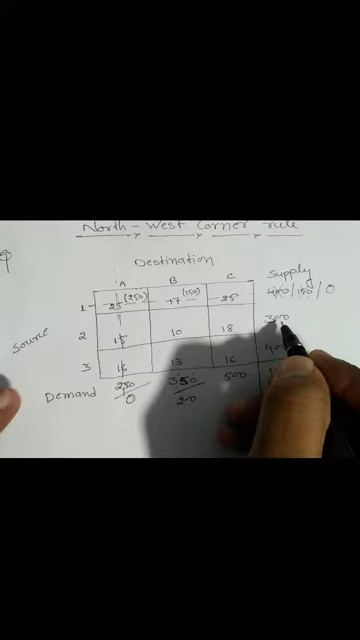 North-West Corner rule
Destination
A B C Supply
1 25 (250) 17 (150) 25 400/150/0
Source
2 15 10 18 300
3 16 13 16 40
Demand 250 350 500
0 200